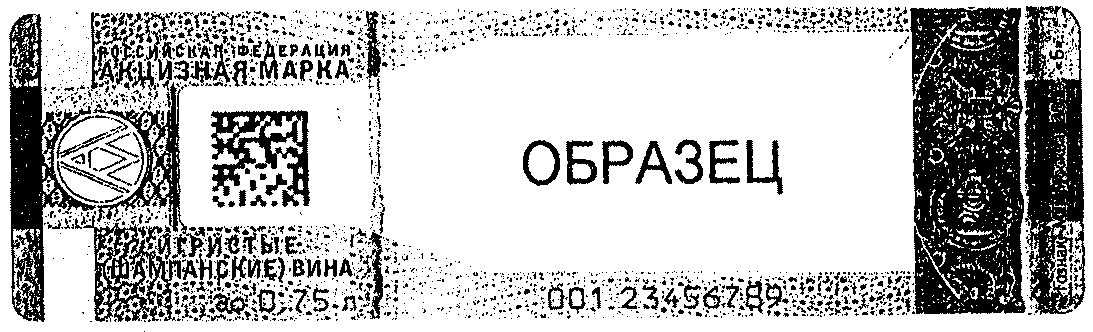 РОССИЙСКАЯ ФЕДЕРАЦИЯ
АКЦИЗНАЯ МАРКА
ОБРАЗЕЦ
ИГРИСТЫЕ
(ШАМПАНСКИЕ) ВИНА
до 0,75 л
001 23456789